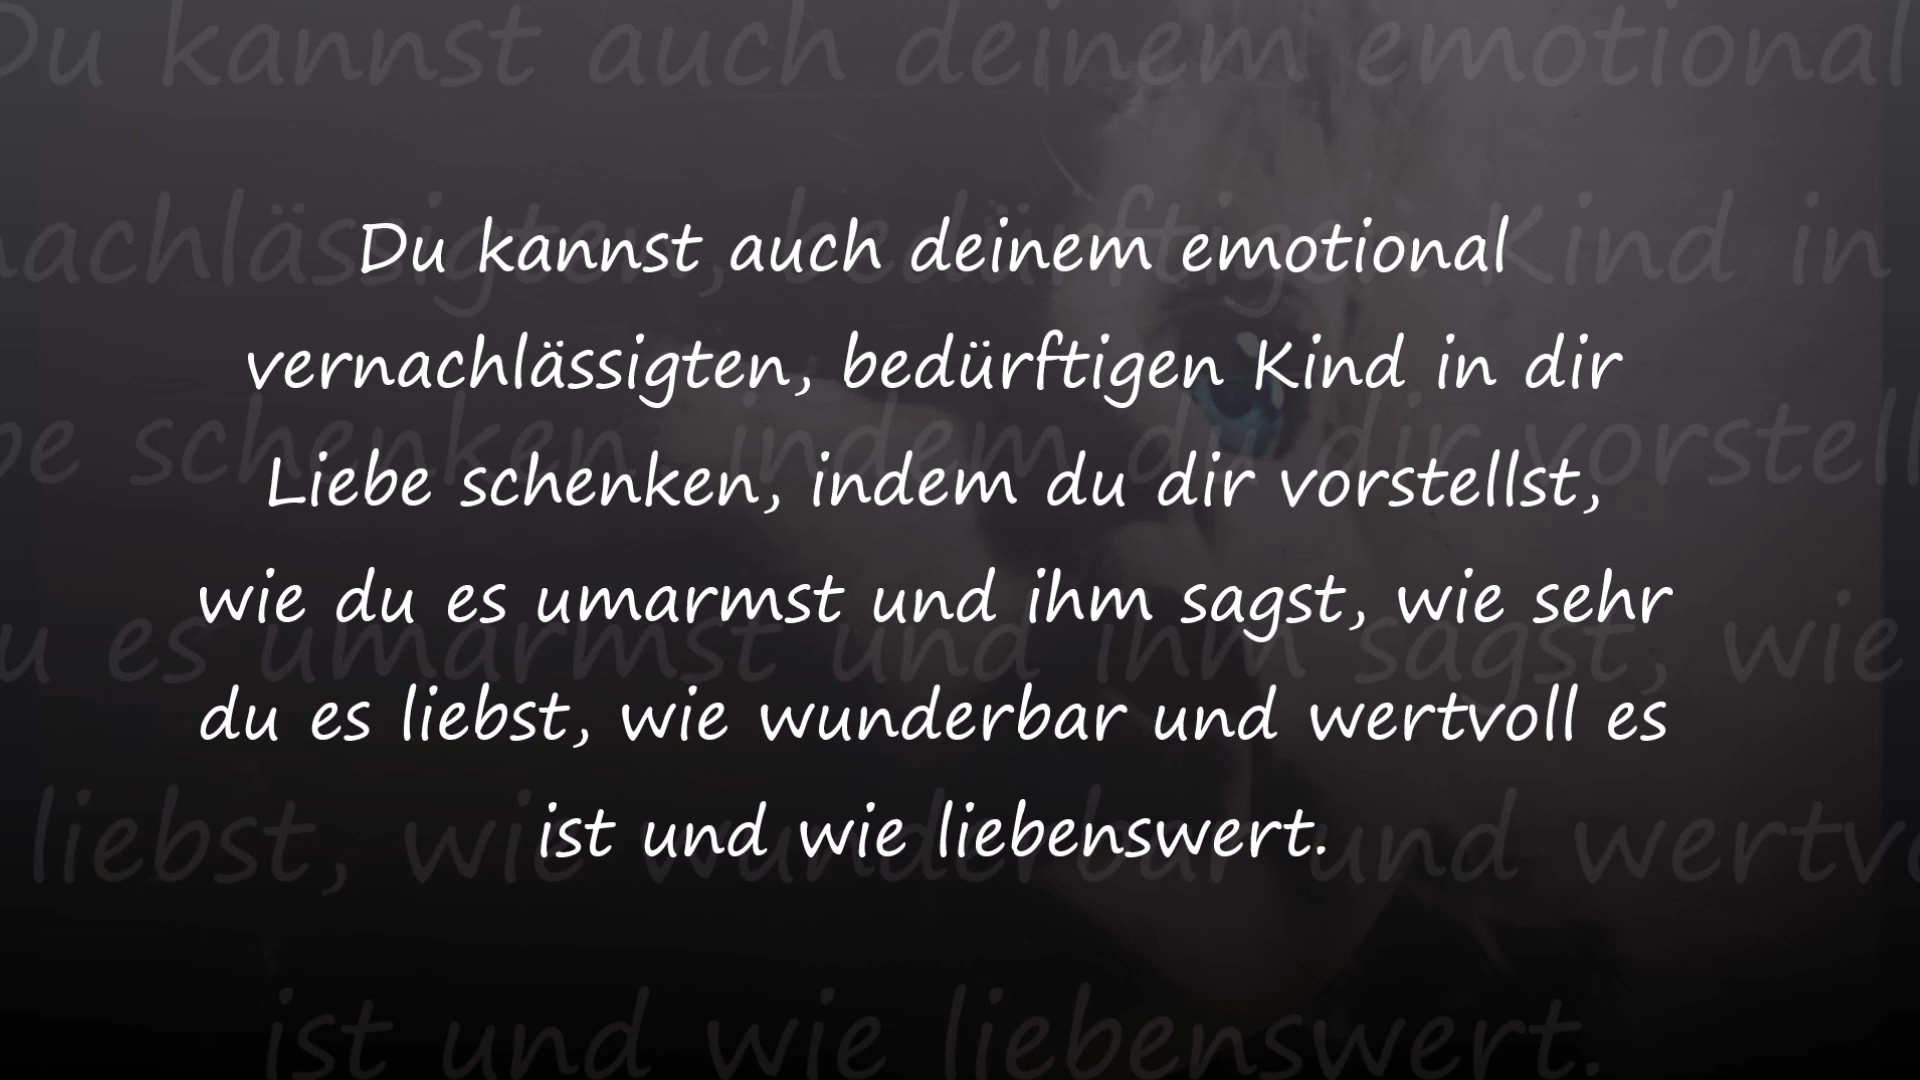 Du kannst auch deinem emotional
vernachlässigten, bedürftigen Kind in dir
Liebe schenken, indem du dir vorstellst,
wie du es umarmst und ihm sagst, wie sehr
du es liebst, wie wunderbar und wertvoll es
ist und wie liebenswert.